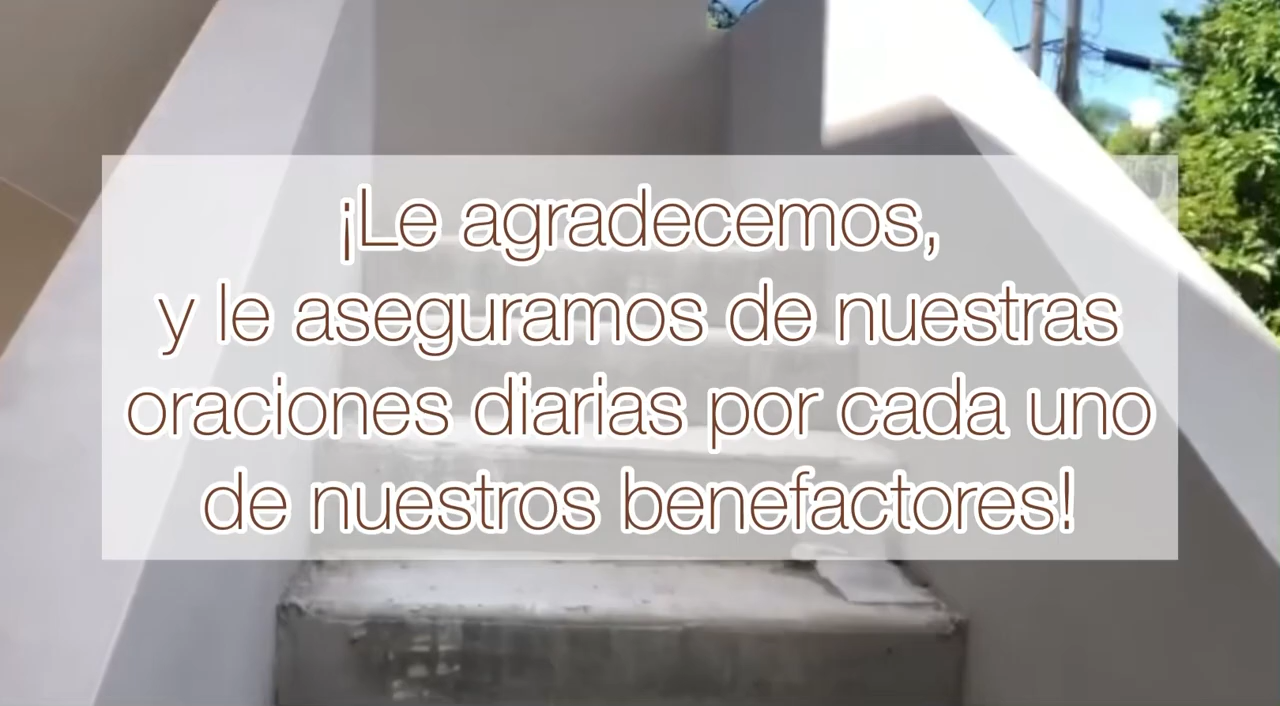 ¡Le agradecemos,
y le aseguramos de nuestras
oraciones diarias por cada uno
de nuestros benefactores!